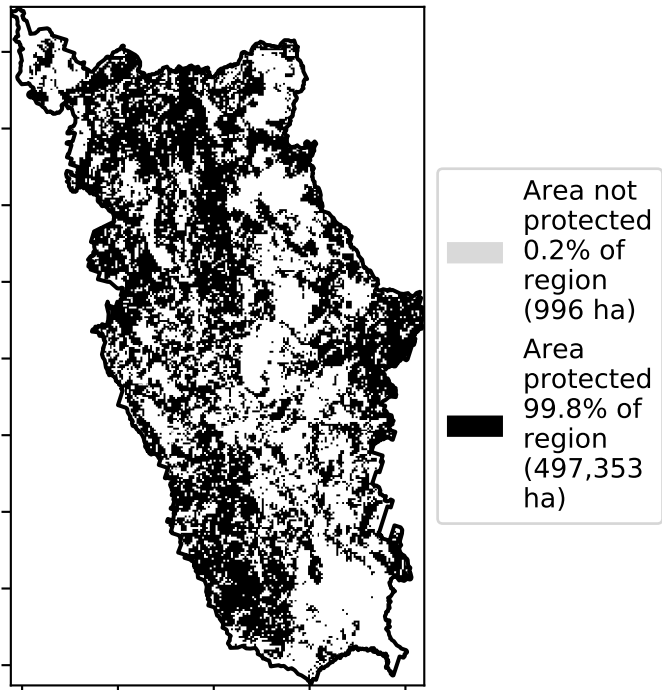 Area not
protected
0.2% of
region
(996 ha)
Area
protected
99.8% of
region
(497,353
ha)